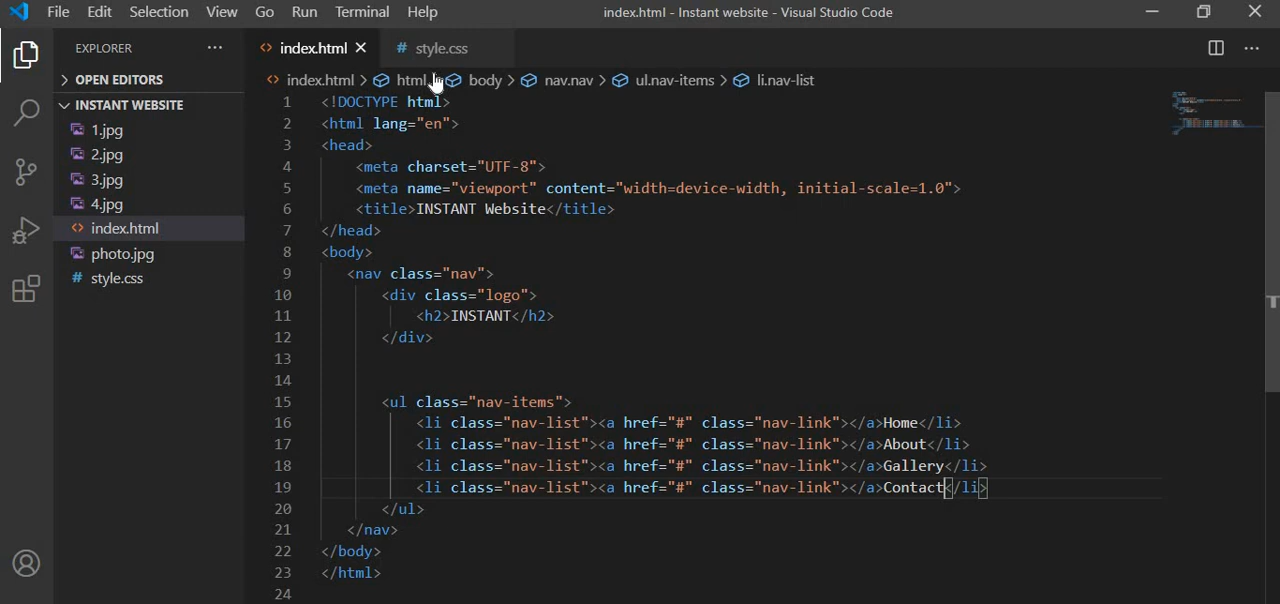 File Edit Selection View Go Run Terminal Help
index.html - Instant website - Visual Studio Code
EXPLORER
OPEN EDITORS
INSTANT WEBSITE
1.jpg
2.jpg
3.jpg
4.jpg
index.html
photo.jpg
style.css
index.html
# style.css
index.html > html > body > nav.nav > ul.nav-items > li.nav-list
1 <!DOCTYPE html>
2 <html lang="en">
3 <head>
4 <meta charset="UTF-8">
5 <meta name="viewport" content="width=device-width, initial-scale=1.0">
6 <title>INSTANT Website</title>
7 </head>
8 <body>
9 <nav class="nav">
10 <div class="logo">
11 <h2>INSTANT</h2>
12 </div>
13
14
15 <ul class="nav-items">
16 <li class="nav-list"><a href="#" class="nav-link"></a>Home</li>
17 <li class="nav-list"><a href="#" class="nav-link"></a>About</li>
18 <li class="nav-list"><a href="#" class="nav-link"></a>Gallery</li>
19 <li class="nav-list"><a href="#" class="nav-link"></a>Contact</li>
20 </ul>
21 </nav>
22 </body>
23 </html>
24